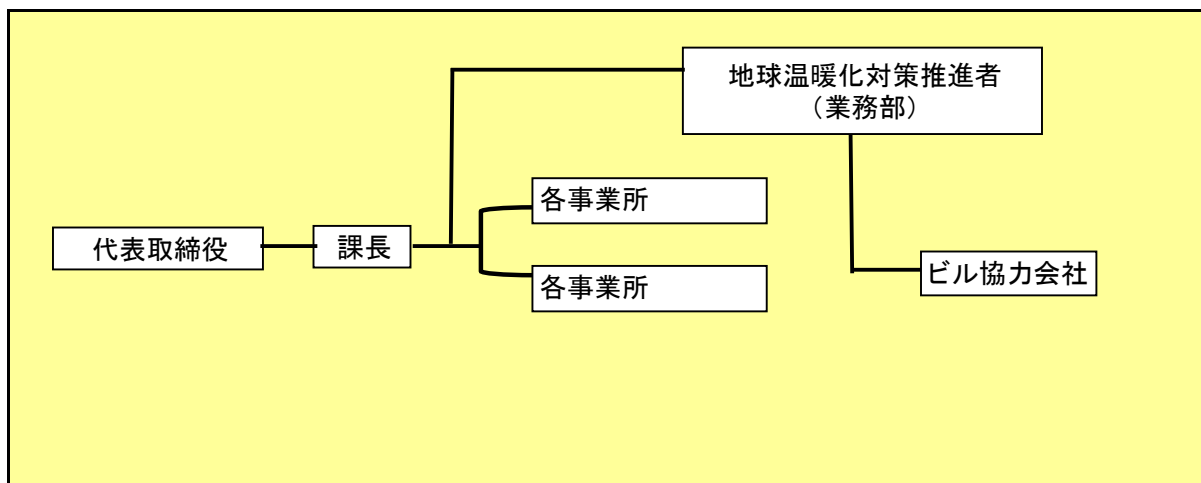 地球温暖化対策推進者
（業務部）
各事業所
代表取締役
課長
各事業所
ビル協力会社